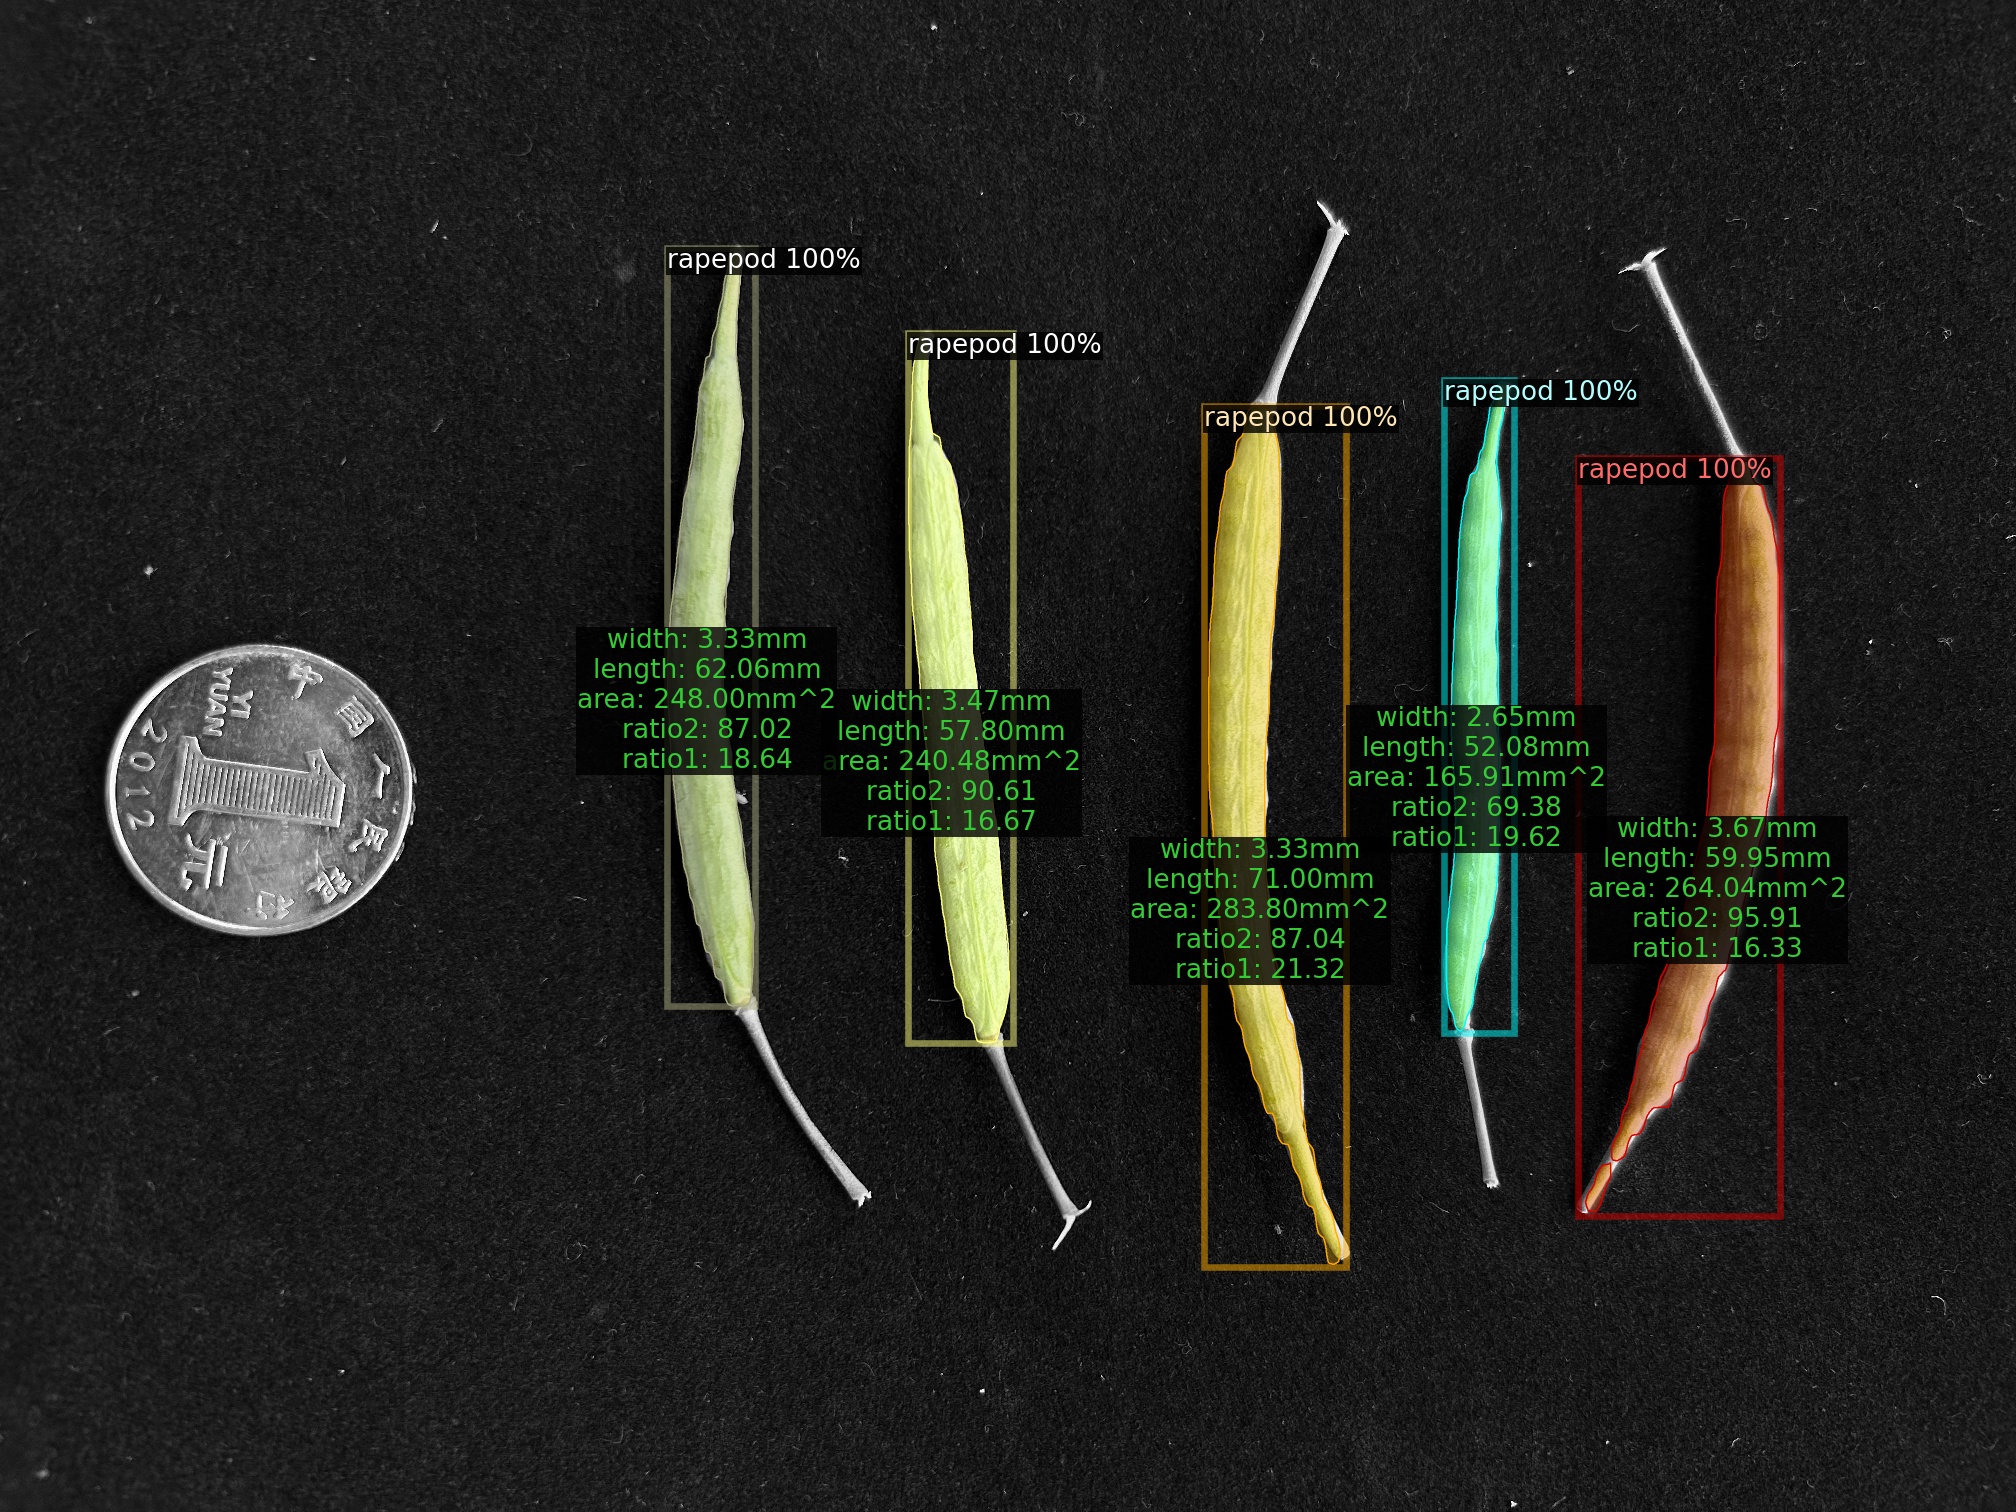 rapepod 100%
width: 3.33mm
length: 62.06mm
area: 248.00mm^2
ratio2: 87.02
ratio1: 18.64
rapepod 100%
width: 3.47mm
length: 57.80mm
area: 240.48mm^2
ratio2: 90.61
ratio1: 16.67
rapepod 100%
width: 3.33mm
length: 71.00mm
area: 283.80mm^2
ratio2: 87.04
ratio1: 21.32
rapepod 100%
width: 2.65mm
length: 52.08mm
area: 165.91mm^2
ratio2: 69.38
ratio1: 19.62
rapepod 100%
width: 3.67mm
length: 59.95mm
area: 264.04mm^2
ratio2: 95.91
ratio1: 16.33
中国人民银行
YI YUAN
1元
2012